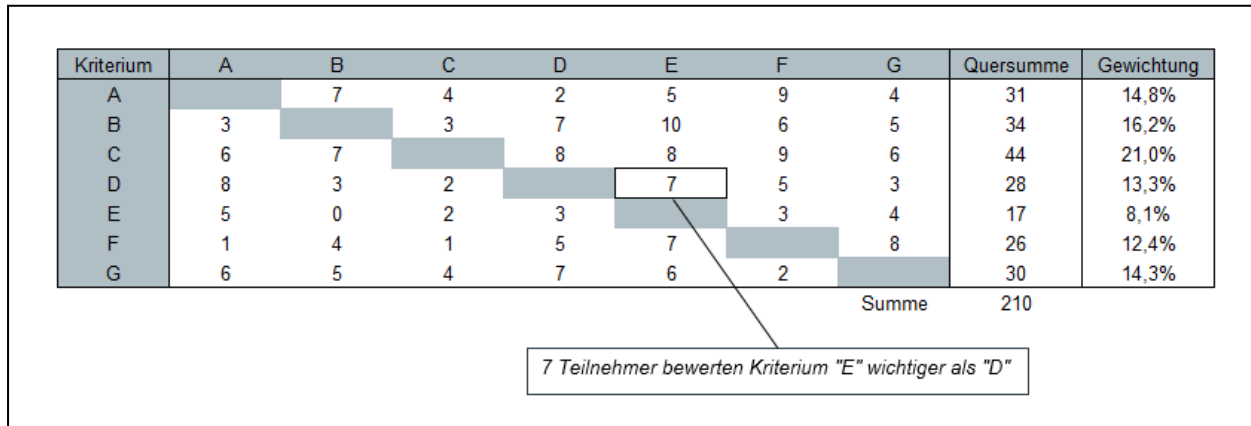 Kriterium A B C D E F G Quersumme Gewichtung
A 7 4 2 5 9 4 31 14,8%
B 3 3 7 10 6 5 34 16,2%
C 6 7 8 8 9 6 44 21,0%
D 8 3 2 7 5 3 28 13,3%
E 5 0 2 3 3 4 17 8,1%
F 1 4 1 5 7 8 26 12,4%
G 6 5 4 7 6 2 30 14,3%
Summe 210
7 Teilnehmer bewerten Kriterium "E" wichtiger als "D"